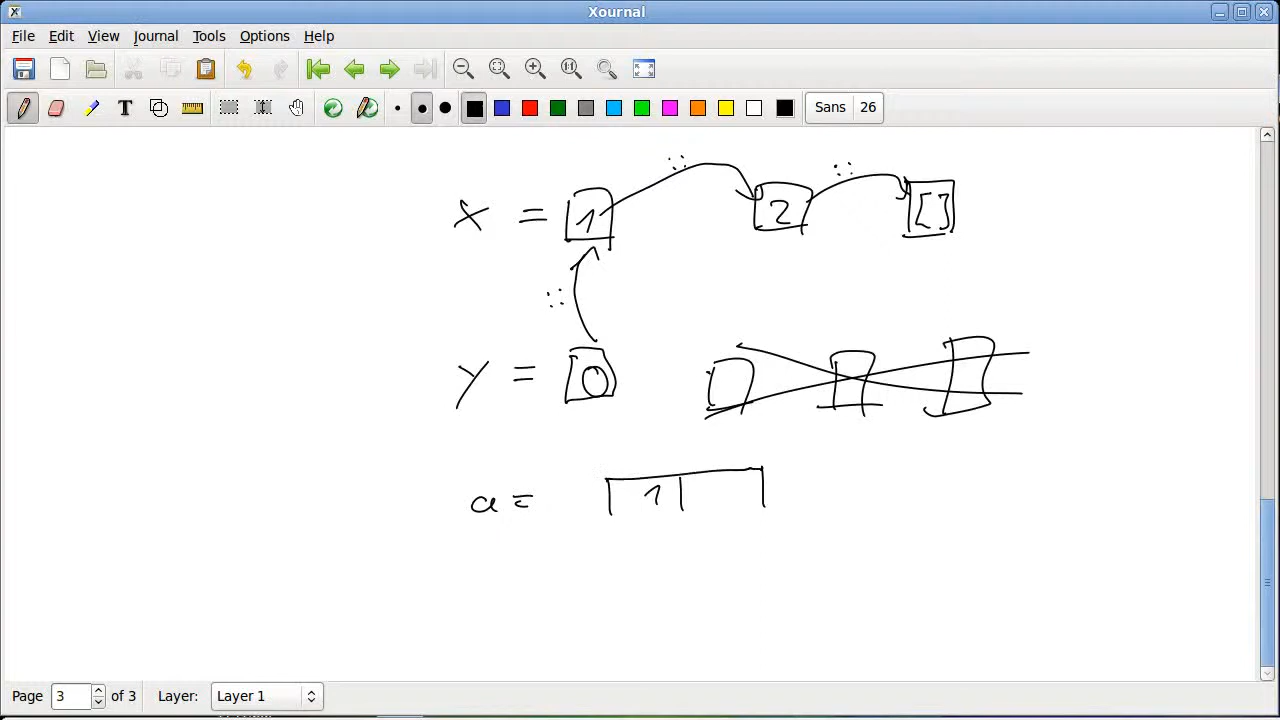 Xournal
File Edit View Journal Tools Options Help
Sans 26
:: ::
x = 1 2 []
::
y = 0
a = 1
Page 3 of 3 Layer: Layer 1